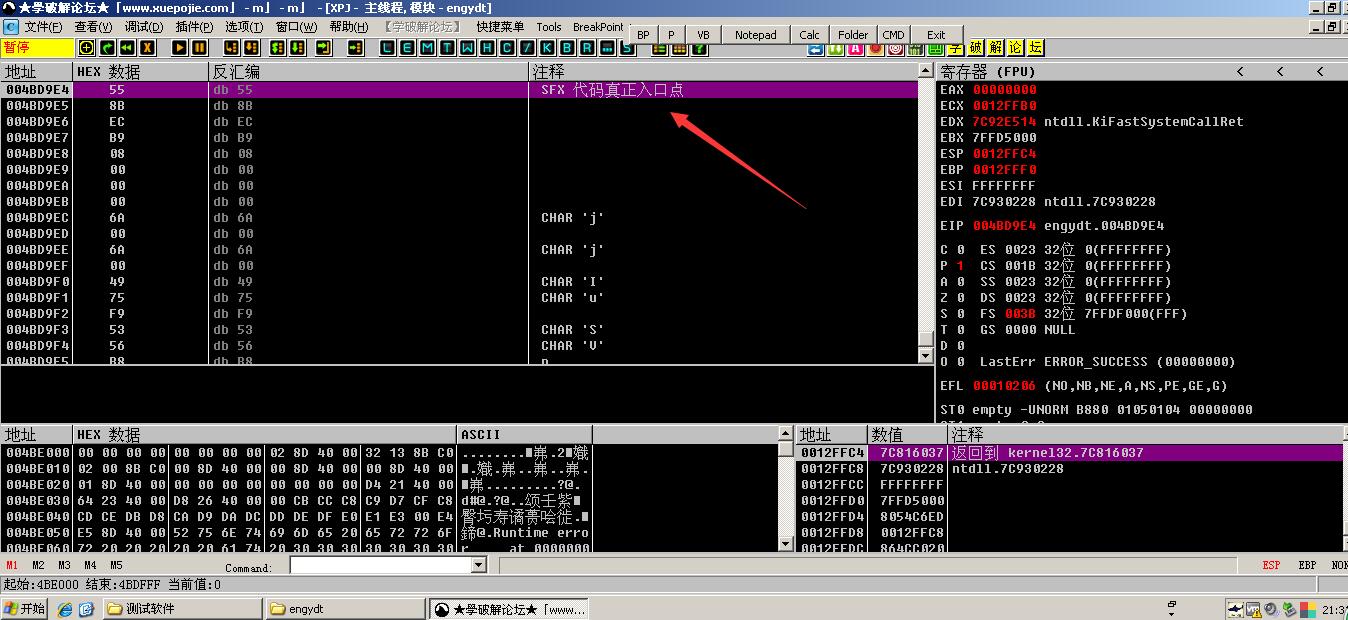 ★学破解论坛★ [www.xuepojie.com] - m] - m] - [XPJ - 主线程, 模块 - engydt]
文件(F) 查看(V) 调试(D) 插件(P) 选项(T) 窗口(W) 帮助(H) 【学破解论坛】 快捷菜单 Tools BreakPoint BP P VB Notepad Calc Folder CMD Exit
暂停 L E M T W H C / K B R ... S ? 字 破 解 论 坛
地址 HEX 数据 反汇编 注释
004BD9E4 55 db 55 SFX 代码真正入口点
004BD9E5 8B db 8B
004BD9E6 EC db EC
004BD9E7 B9 db B9
004BD9E8 08 db 08
004BD9E9 00 db 00
004BD9EA 00 db 00
004BD9EB 00 db 00
004BD9EC 6A db 6A CHAR 'j'
004BD9ED 00 db 00
004BD9EE 6A db 6A CHAR 'j'
004BD9EF 00 db 00
004BD9F0 49 db 49 CHAR 'I'
004BD9F1 75 db 75 CHAR 'u'
004BD9F2 F9 db F9
004BD9F3 53 db 53 CHAR 'S'
004BD9F4 56 db 56 CHAR 'V'
004BD9F5 B8 db B8
寄存器 (FPU) < < <
EAX 00000000
ECX 0012FFB0
EDX 7C92E514 ntdll.KiFastSystemCallRet
EBX 7FFD5000
ESP 0012FFC4
EBP 0012FFF0
ESI FFFFFFFF
EDI 7C930228 ntdll.7C930228
EIP 004BD9E4 engydt.004BD9E4
C 0 ES 0023 32位 0(FFFFFFFF)
P 1 CS 001B 32位 0(FFFFFFFF)
A 0 SS 0023 32位 0(FFFFFFFF)
Z 0 DS 0023 32位 0(FFFFFFFF)
S 0 FS 003B 32位 7FFDF000(FFF)
T 0 GS 0000 NULL
D 0
O 0 LastErr ERROR_SUCCESS (00000000)
EFL 00010206 (NO,NB,NE,A,NS,PE,GE,G)
ST0 empty -UNORM B880 01050104 00000000
地址 HEX 数据 ASCII
004BE000 00 00 00 00 00 00 00 00 02 8D 40 00 32 13 8B C0
004BE010 02 00 8B C0 00 8D 40 00 00 8D 40 00 00 8D 40 00
004BE020 01 8D 40 00 00 00 00 00 00 00 00 00 D4 21 40 00
004BE030 64 23 40 00 D8 26 40 00 00 CB CC C8 C9 D7 CF C8 d#@.?@..颂壬紫
004BE040 CD CE DB D8 CA D9 DA DC DD DE DF E0 E1 E3 00 E4
004BE050 E5 8D 40 00 52 75 6E 74 69 6D 65 20 65 72 72 6F 鍗@.Runtime erro
004BE060 72 20 20 20 20 20 61 74 20 30 30 30 30 30 30 30 r     at 0000000
地址 数值 注释
0012FFC4 7C816037 返回到 kernel32.7C816037
0012FFC8 7C930228 ntdll.7C930228
0012FFCC FFFFFFFF
0012FFD0 7FFD5000
0012FFD4 8054C6ED
0012FFD8 0012FFC8
0012FFDC 864CC020
M1 M2 M3 M4 M5 Command: ESP EBP NON
起始:4BE000 结束:4BDFFF 当前值:0
开始 测试软件 engydt ★学破解论坛★ [www... 21:3